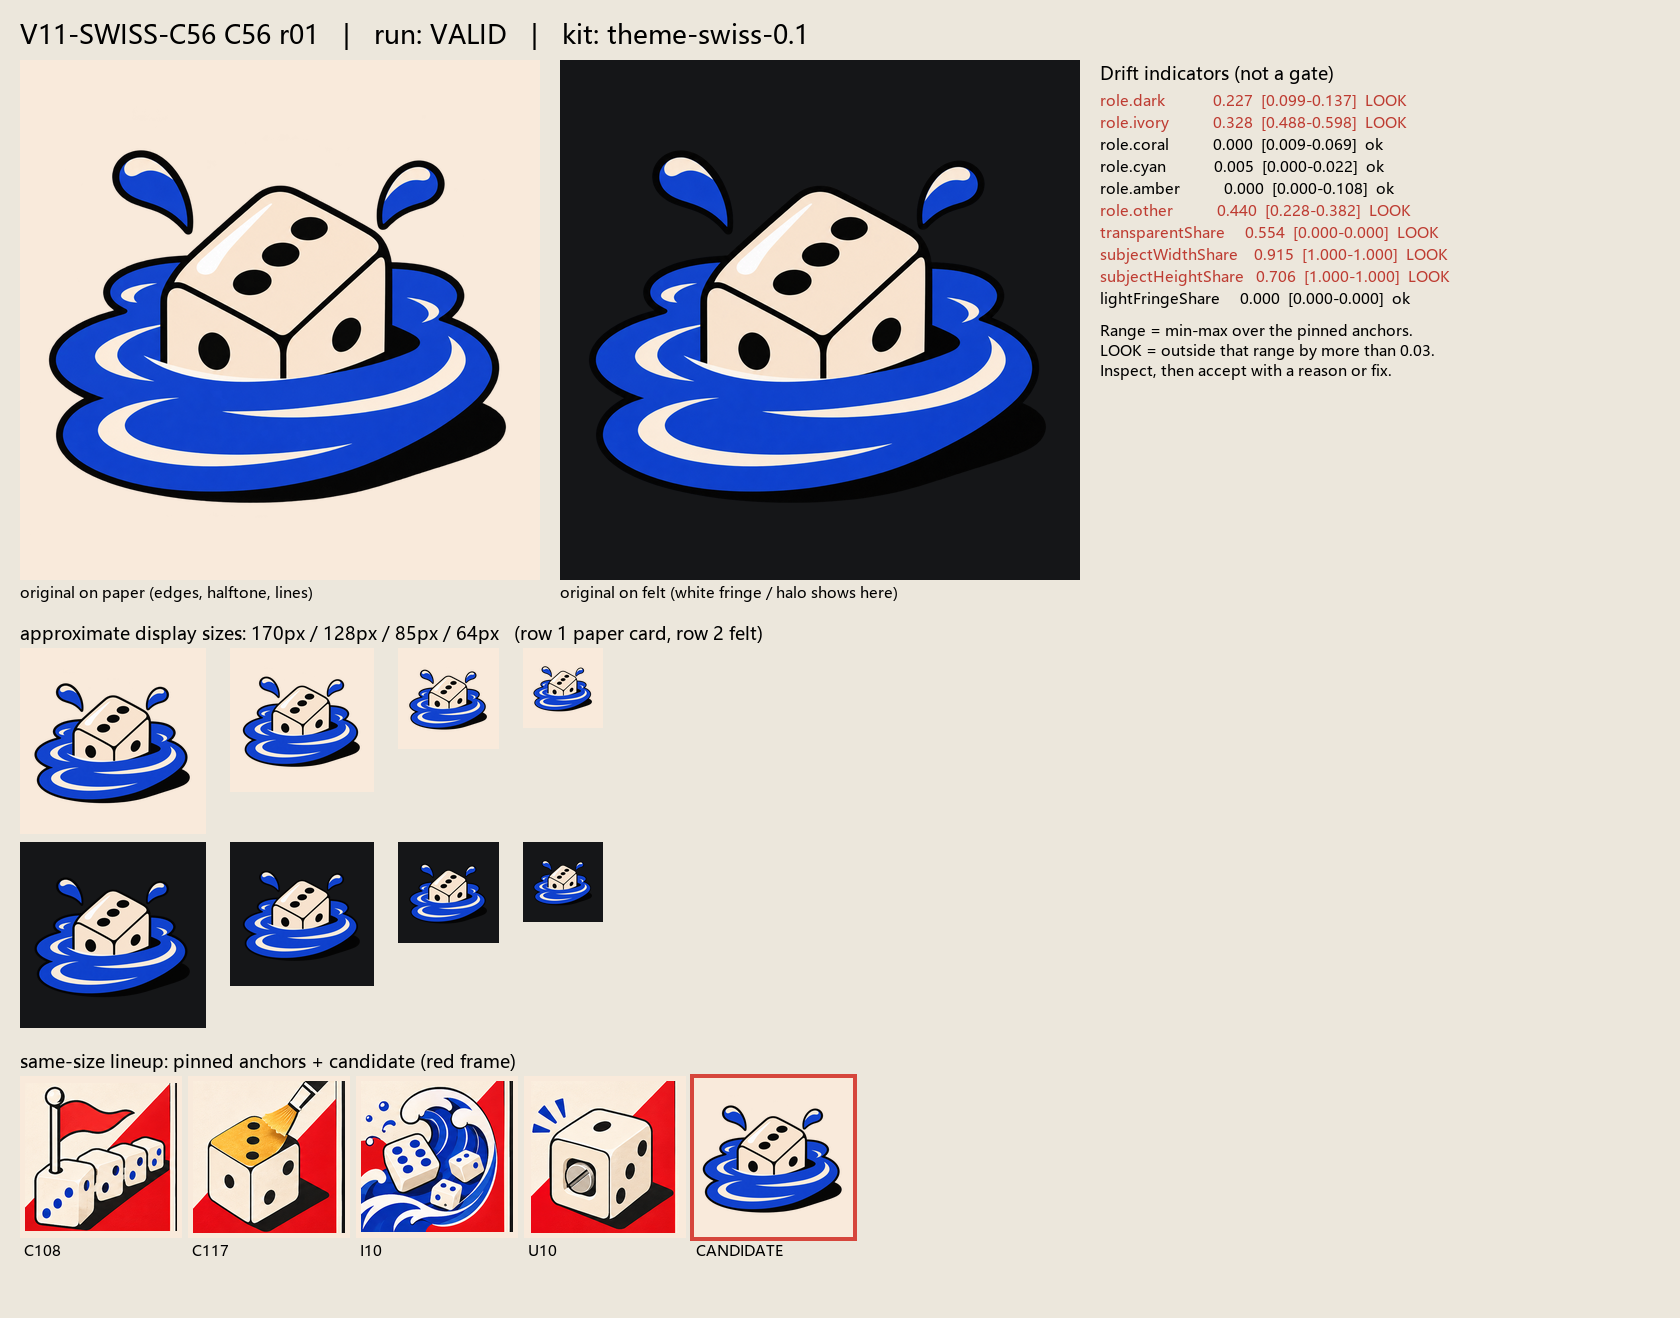 V11-SWISS-C56 C56 r01 | run: VALID | kit: theme-swiss-0.1
Drift indicators (not a gate)
role.dark 0.227 [0.099-0.137] LOOK
role.ivory 0.328 [0.488-0.598] LOOK
role.coral 0.000 [0.009-0.069] ok
role.cyan 0.005 [0.000-0.022] ok
role.amber 0.000 [0.000-0.108] ok
role.other 0.440 [0.228-0.382] LOOK
transparentShare 0.554 [0.000-0.000] LOOK
subjectWidthShare 0.915 [1.000-1.000] LOOK
subjectHeightShare 0.706 [1.000-1.000] LOOK
lightFringeShare 0.000 [0.000-0.000] ok
Range = min-max over the pinned anchors.
LOOK = outside that range by more than 0.03.
Inspect, then accept with a reason or fix.
original on paper (edges, halftone, lines)
original on felt (white fringe / halo shows here)
approximate display sizes: 170px / 128px / 85px / 64px (row 1 paper card, row 2 felt)
same-size lineup: pinned anchors + candidate (red frame)
C108
C117
I10
U10
CANDIDATE